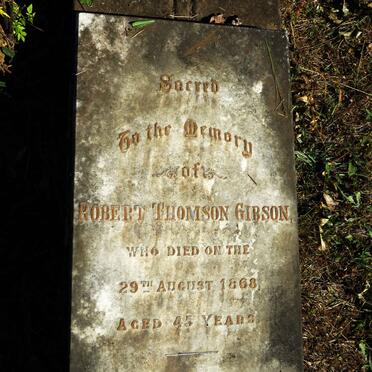 Sacred
To the Memory
of
ROBERT THOMSON GIBSON,
WHO DIED ON THE
29TH AUGUST 1868
AGED 45 YEARS